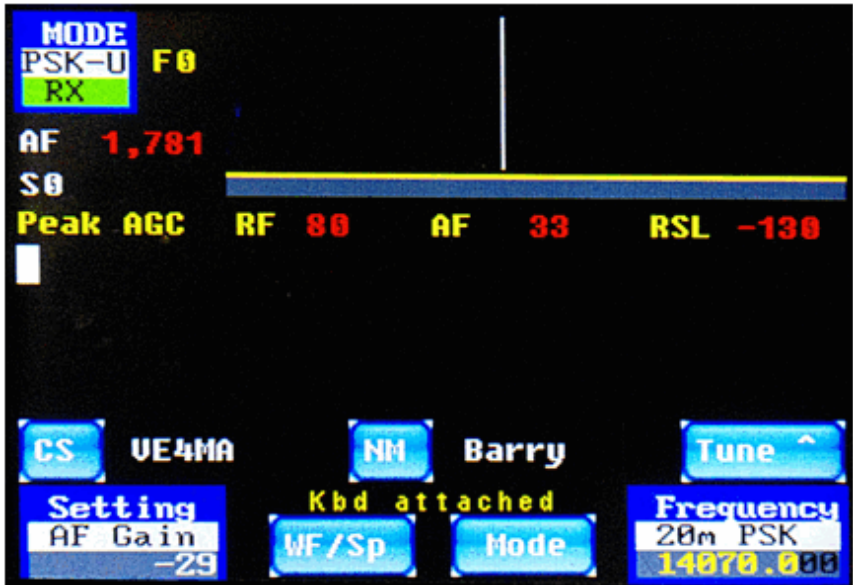 MODE
PSK-U F0
RX
AF 1,781
S0
Peak AGC RF 80 AF 33 RSL -130
CS VE4MA NM Barry Tune ^
Setting Kbd attached Frequency
AF Gain WF/Sp Mode 20m PSK
-29 14070.000